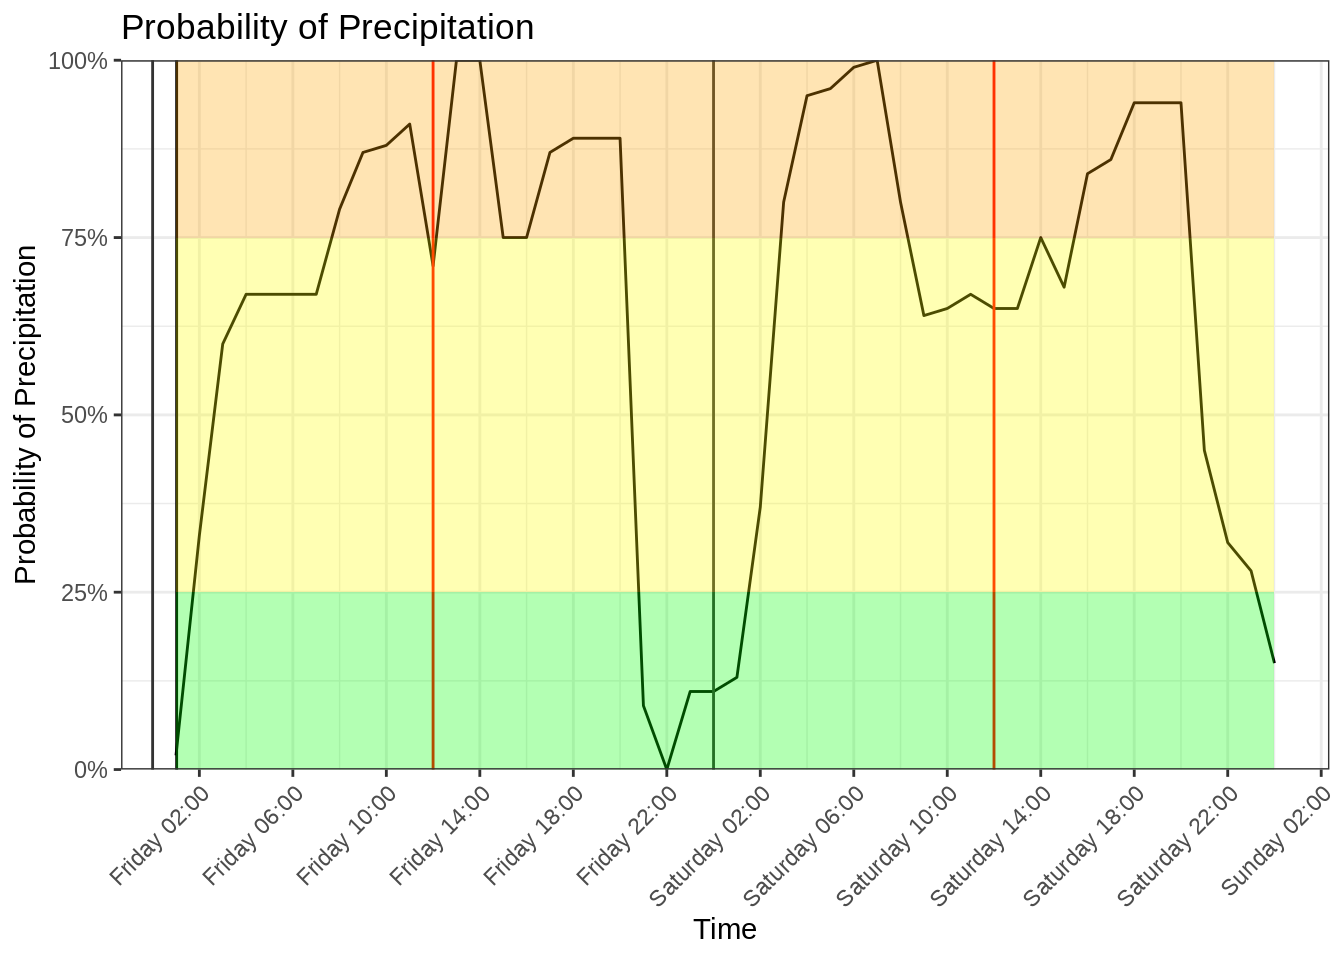 Probability of Precipitation
Probability of Precipitation
100%
75%
50%
25%
0%
Friday 02:00
Friday 06:00
Friday 10:00
Friday 14:00
Friday 18:00
Friday 22:00
Saturday 02:00
Saturday 06:00
Saturday 10:00
Saturday 14:00
Saturday 18:00
Saturday 22:00
Sunday 02:00
Time